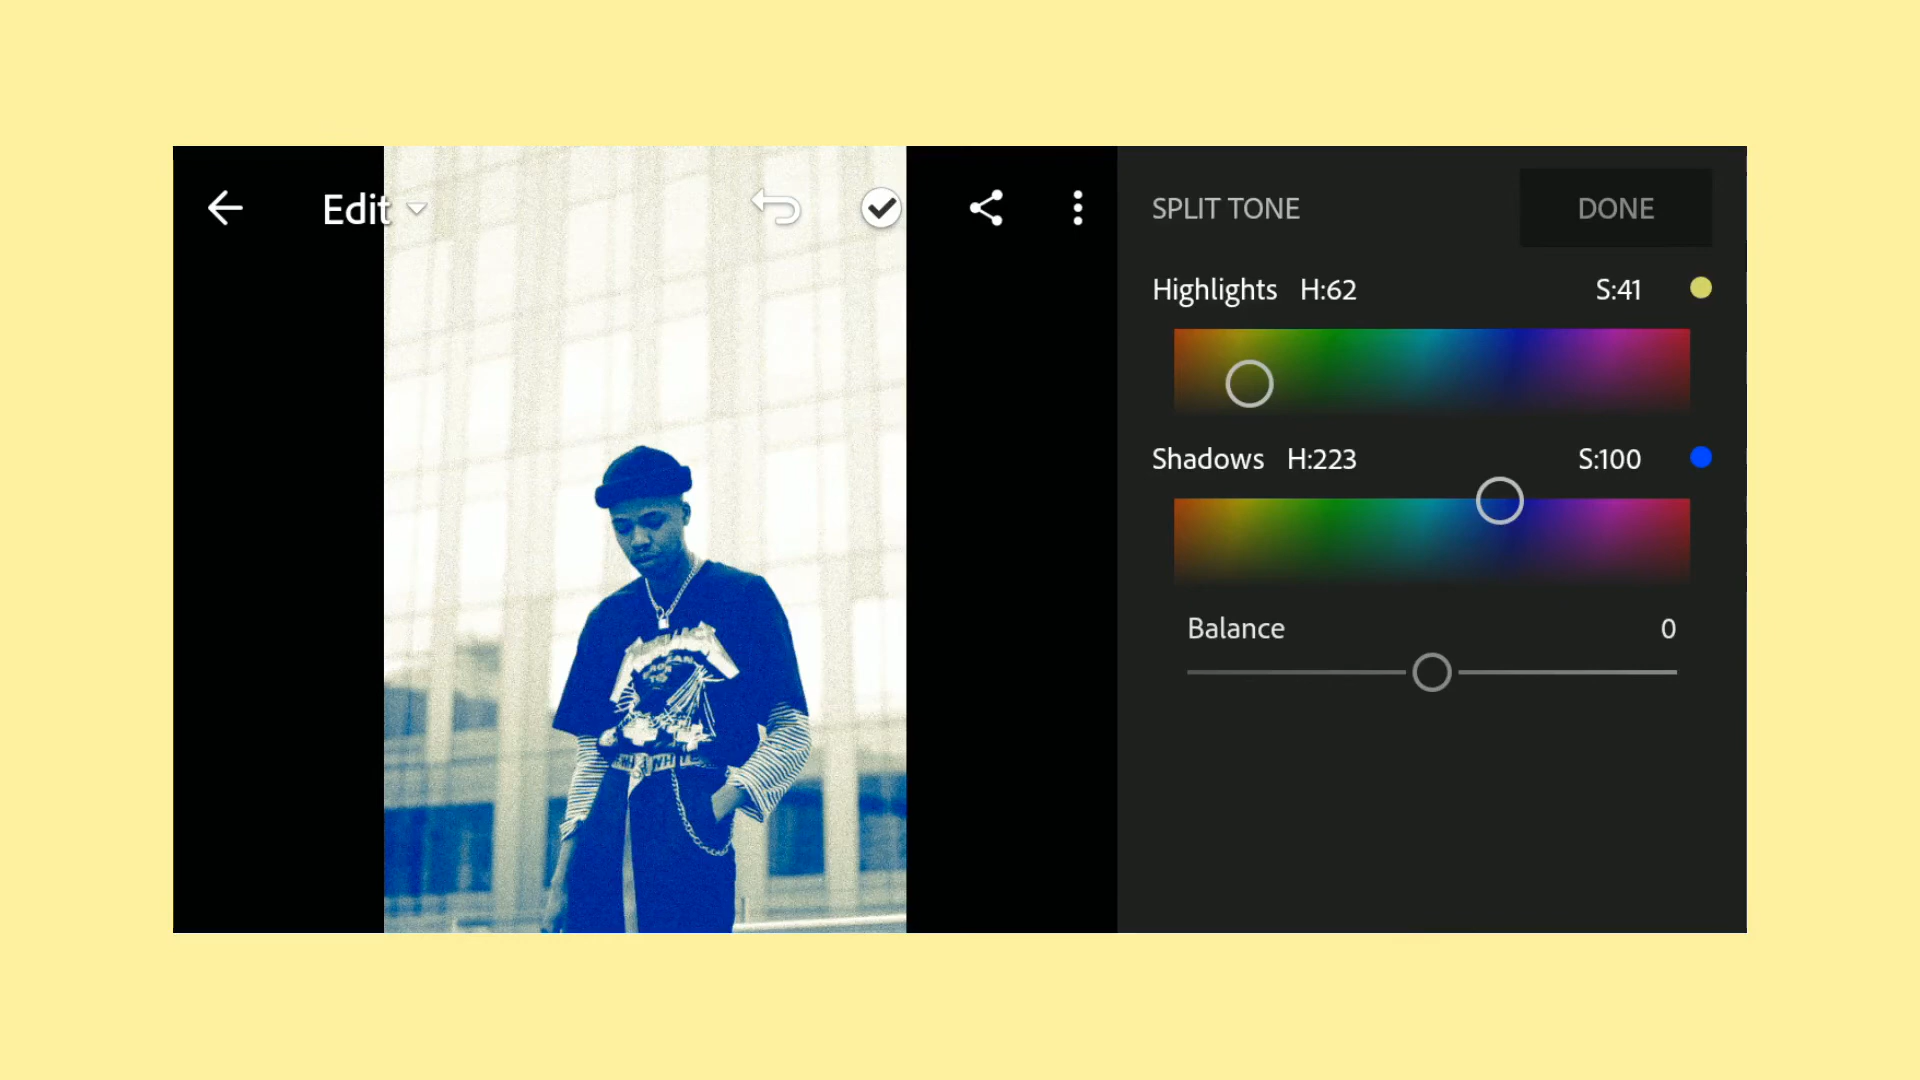 Edit
SPLIT TONE
DONE
Highlights H:62 S:41
Shadows H:223 S:100
Balance 0